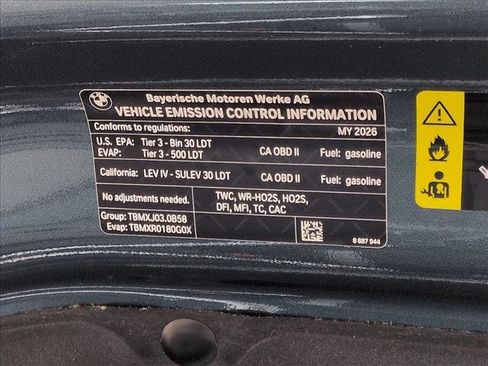 Bayerische Motoren Werke AG
VEHICLE EMISSION CONTROL INFORMATION
Conforms to regulations: MY 2026
U.S. EPA: Tier 3 - Bin 30 LDT CA OBD II Fuel: gasoline
EVAP: Tier 3 - 500 LDT
California: LEV IV - SULEV 30 LDT CA OBD II Fuel: gasoline
No adjustments needed. TWC, WR-HO2S, HO2S,
DFI, MFI, TC, CAC
Group: TBMXJ03.0B58
Evap: TBMXR0180G0X
8 887 944